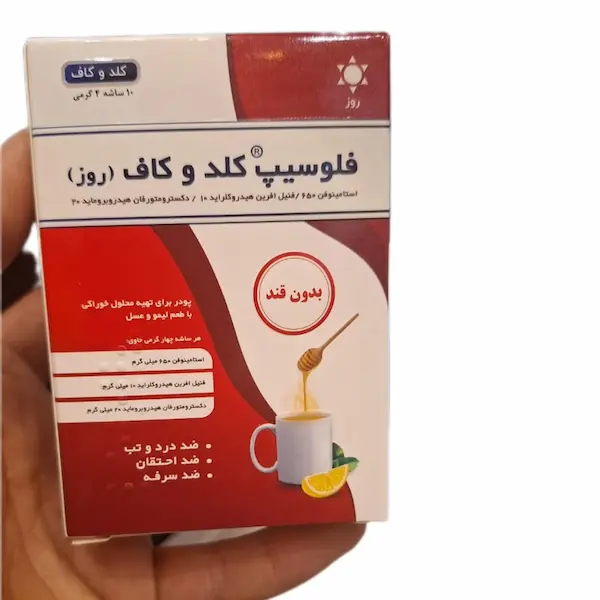 کلد و کاف
۱۰ ساشه ۴ گرمی
روز
فلوسیپ® کلد و کاف (روز)
استامینوفن ۶۵۰ /فنیل افرین هیدروکلراید ۱۰ / دکسترومتورفان هیدروبروماید ۲۰
بدون قند
پودر برای تهیه محلول خوراکی
با طعم لیمو و عسل
هر ساشه چهار گرمی حاوی:
استامینوفن ۶۵۰ میلی گرم
فنیل افرین هیدروکلراید ۱۰ میلی گرم
دکسترومتورفان هیدروبروماید ۲۰ میلی گرم
• ضد درد و تب
• ضد احتقان
• ضد سرفه